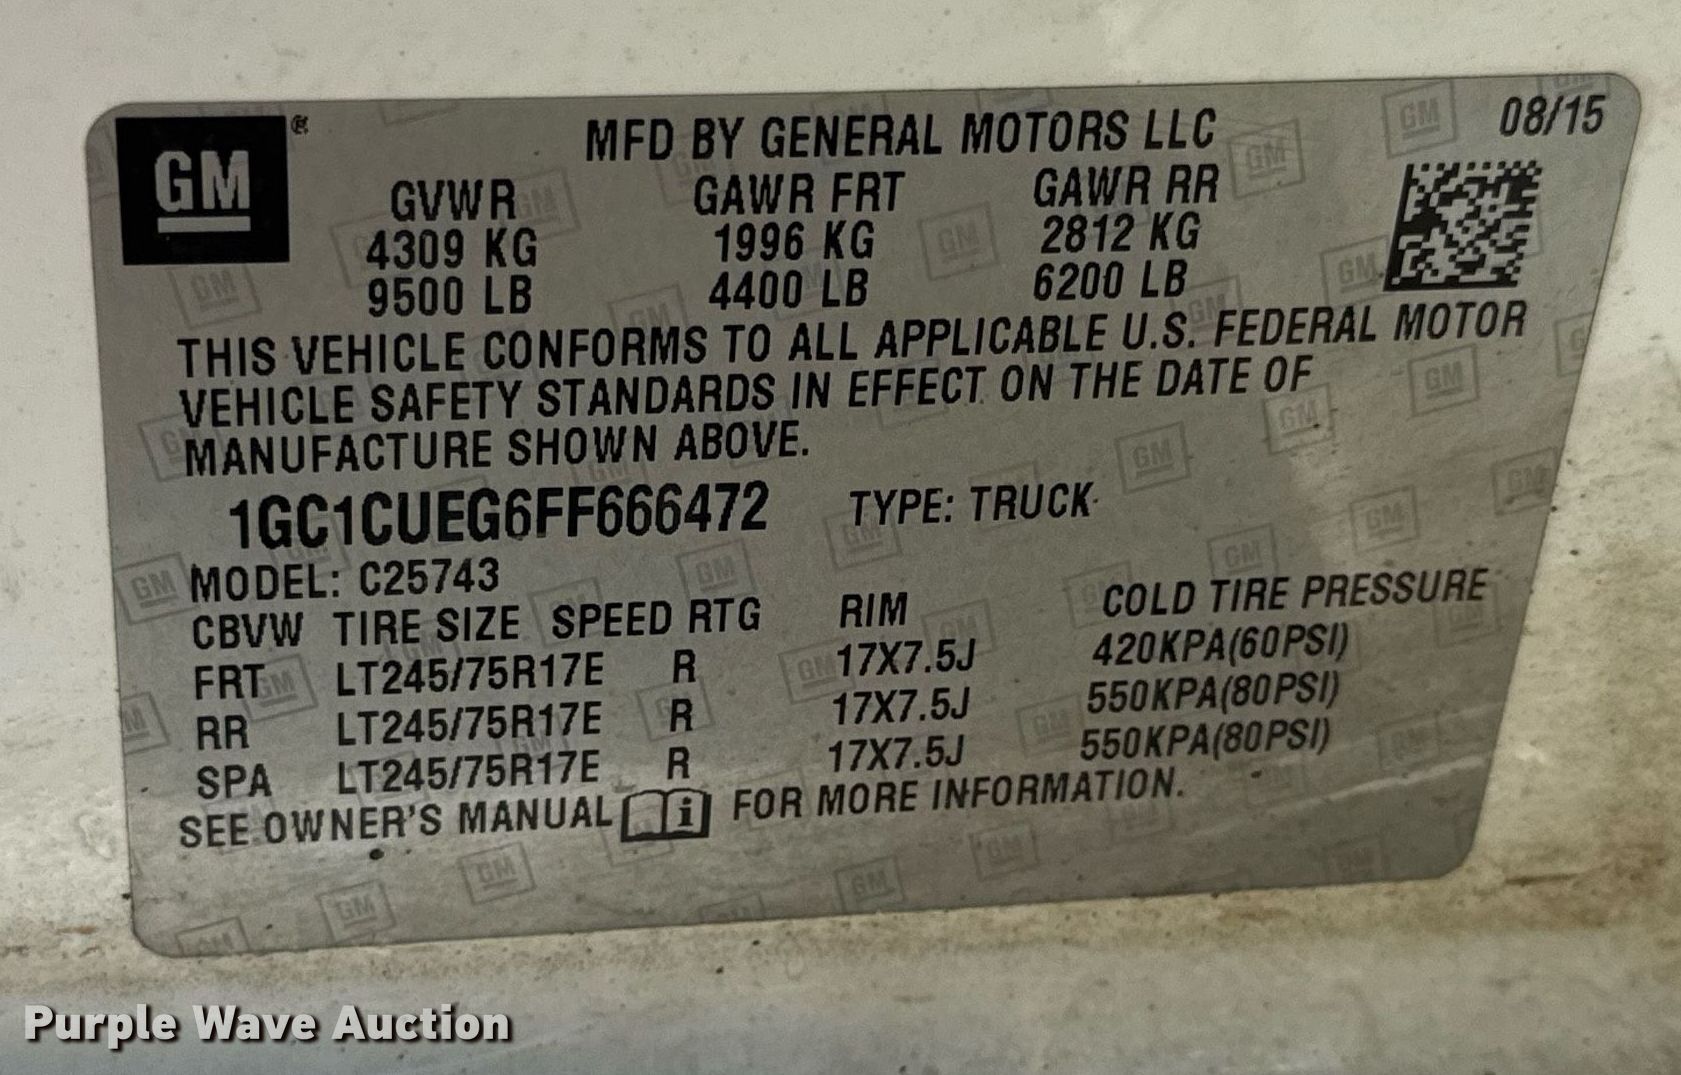 GM®
MFD BY GENERAL MOTORS LLC 08/15
GVWR GAWR FRT GAWR RR
4309 KG 1996 KG 2812 KG
9500 LB 4400 LB 6200 LB
THIS VEHICLE CONFORMS TO ALL APPLICABLE U.S. FEDERAL MOTOR
VEHICLE SAFETY STANDARDS IN EFFECT ON THE DATE OF
MANUFACTURE SHOWN ABOVE.
1GC1CUEG6FF666472 TYPE: TRUCK
MODEL: C25743
CBVW TIRE SIZE SPEED RTG RIM COLD TIRE PRESSURE
FRT LT245/75R17E R 17X7.5J 420KPA(60PSI)
RR LT245/75R17E R 17X7.5J 550KPA(80PSI)
SPA LT245/75R17E R 17X7.5J 550KPA(80PSI)
SEE OWNER'S MANUAL i FOR MORE INFORMATION.
Purple Wave Auction